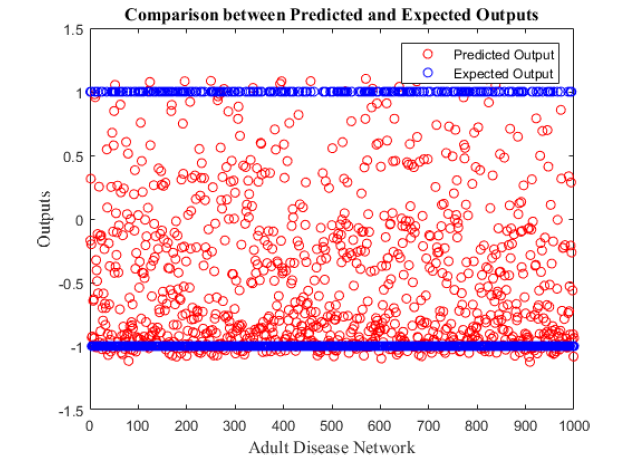 Comparison between Predicted and Expected Outputs
1.5
Predicted Output
Expected Output
1
0.5
0
-0.5
-1
-1.5
Outputs
0 100 200 300 400 500 600 700 800 900 1000
Adult Disease Network